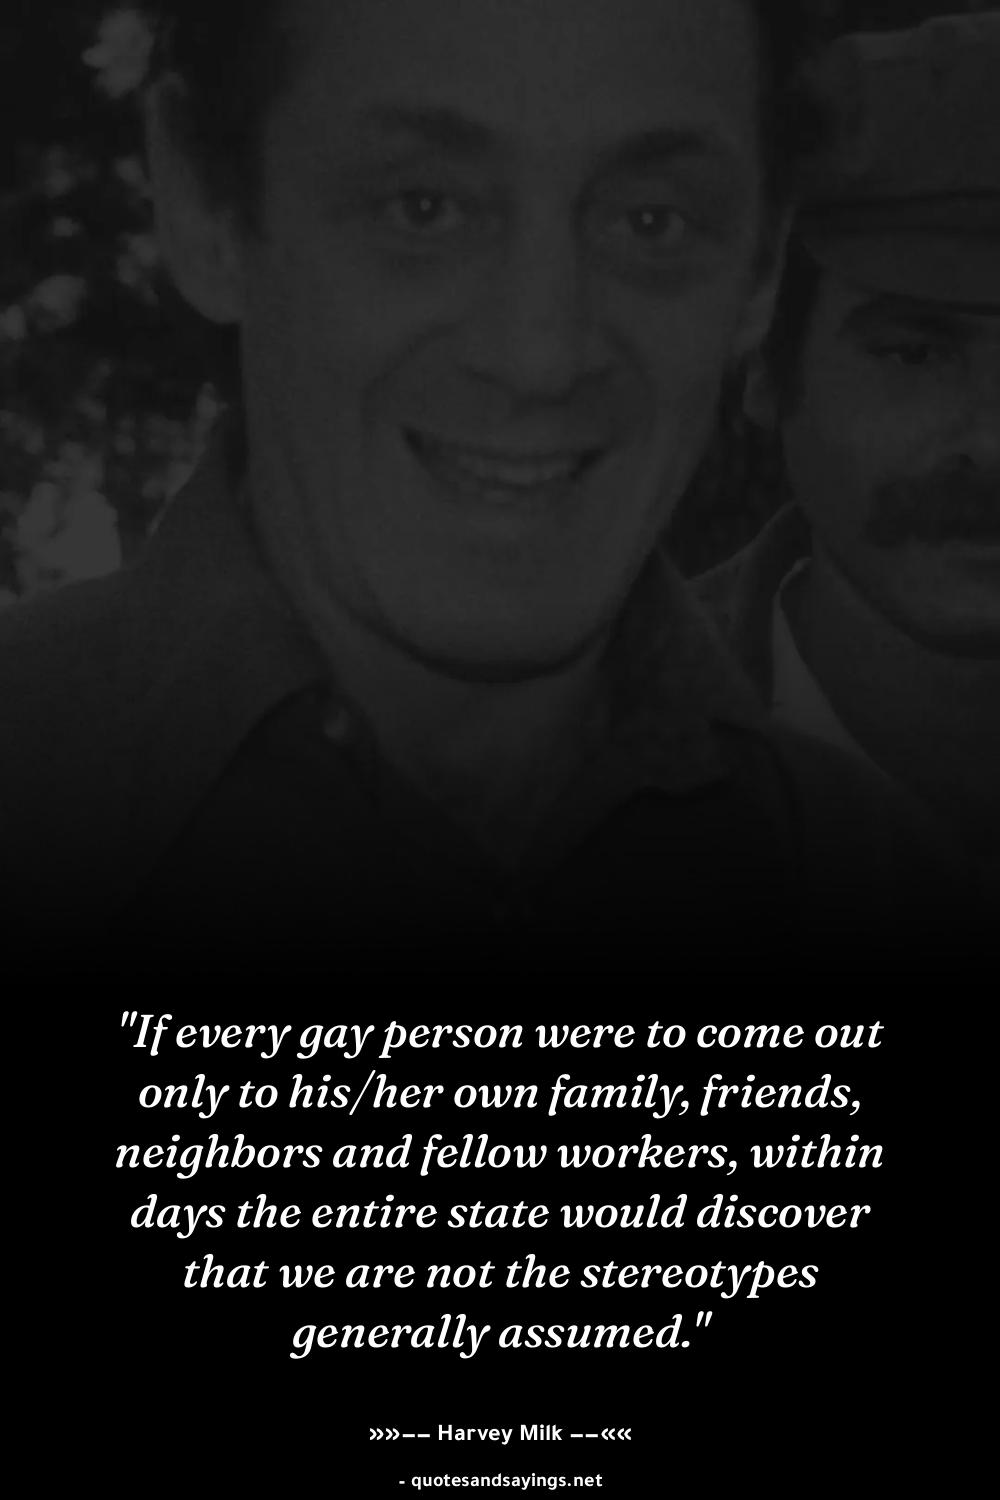 "If every gay person were to come out
only to his/her own family, friends,
neighbors and fellow workers, within
days the entire state would discover
that we are not the stereotypes
generally assumed."
»»−− Harvey Milk −−««
- quotesandsayings.net